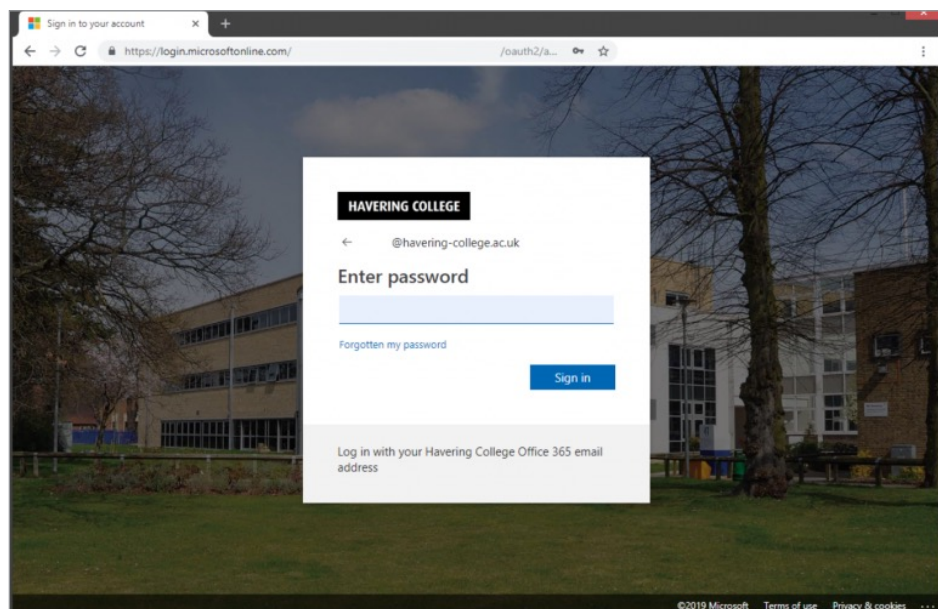 Sign in to your account
https://login.microsoftonline.com/ /oauth2/a...
HAVERING COLLEGE
@havering-college.ac.uk
Enter password
Forgotten my password
Sign in
Log in with your Havering College Office 365 email
address
©2019 Microsoft Terms of use Privacy & cookies ...